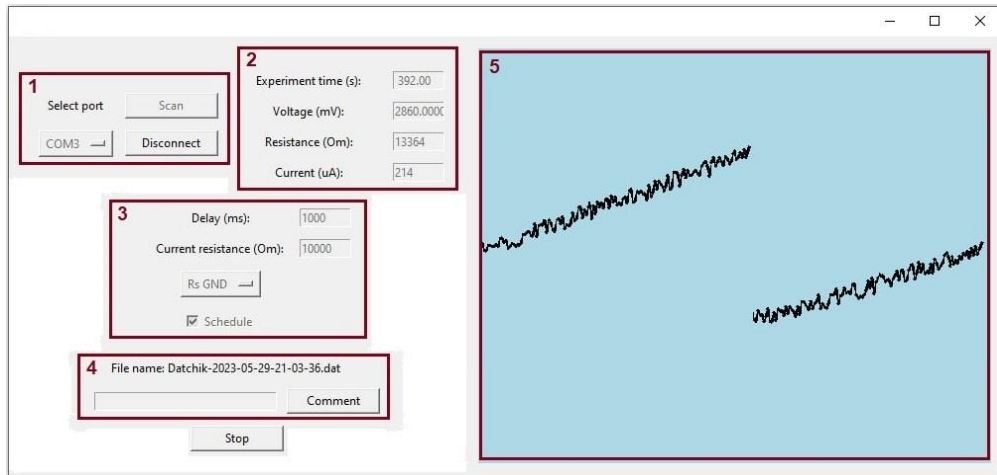 1
Select port Scan
COM3 Disconnect
2
Experiment time (s): 392.00
Voltage (mV): 2860.000
Resistance (Om): 13364
Current (uA): 214
3
Delay (ms): 1000
Current resistance (Om): 10000
Rs GND
Schedule
4
File name: Datchik-2023-05-29-21-03-36.dat
Comment
Stop
5